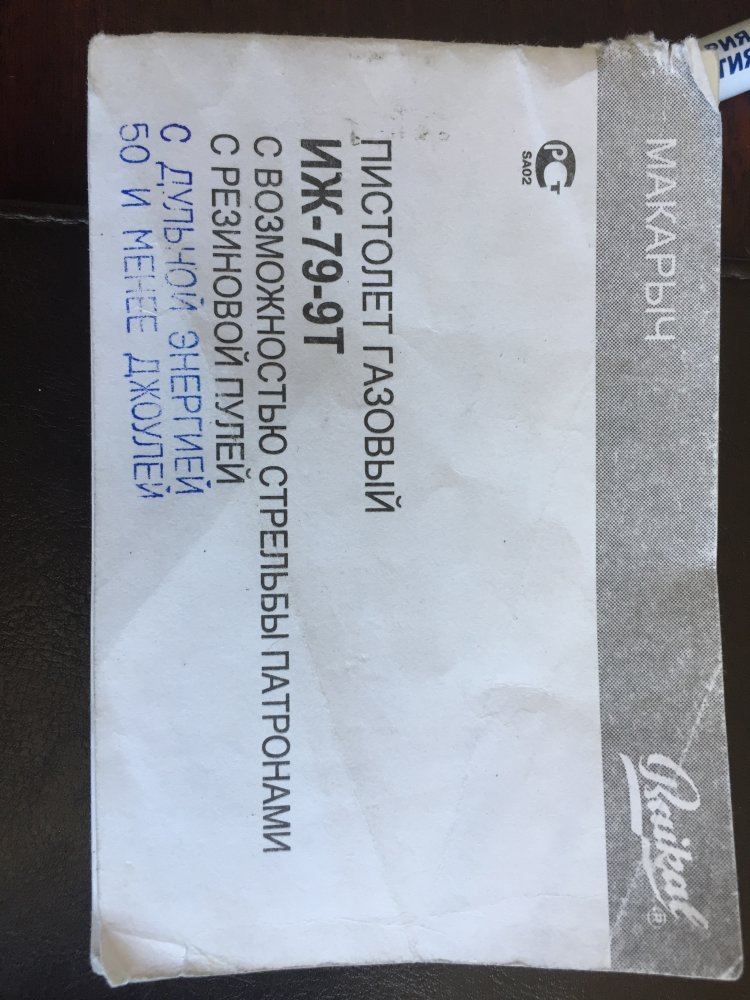 МАКАРЫЧ
Baikal ®
РСТ
SA02
ПИСТОЛЕТ ГАЗОВЫЙ
ИЖ-79-9Т
С ВОЗМОЖНОСТЬЮ СТРЕЛЬБЫ ПАТРОНАМИ
С РЕЗИНОВОЙ ПУЛЕЙ
С ДУЛЬНОЙ ЭНЕРГИЕЙ
50 И МЕНЕЕ ДЖОУЛЕЙ